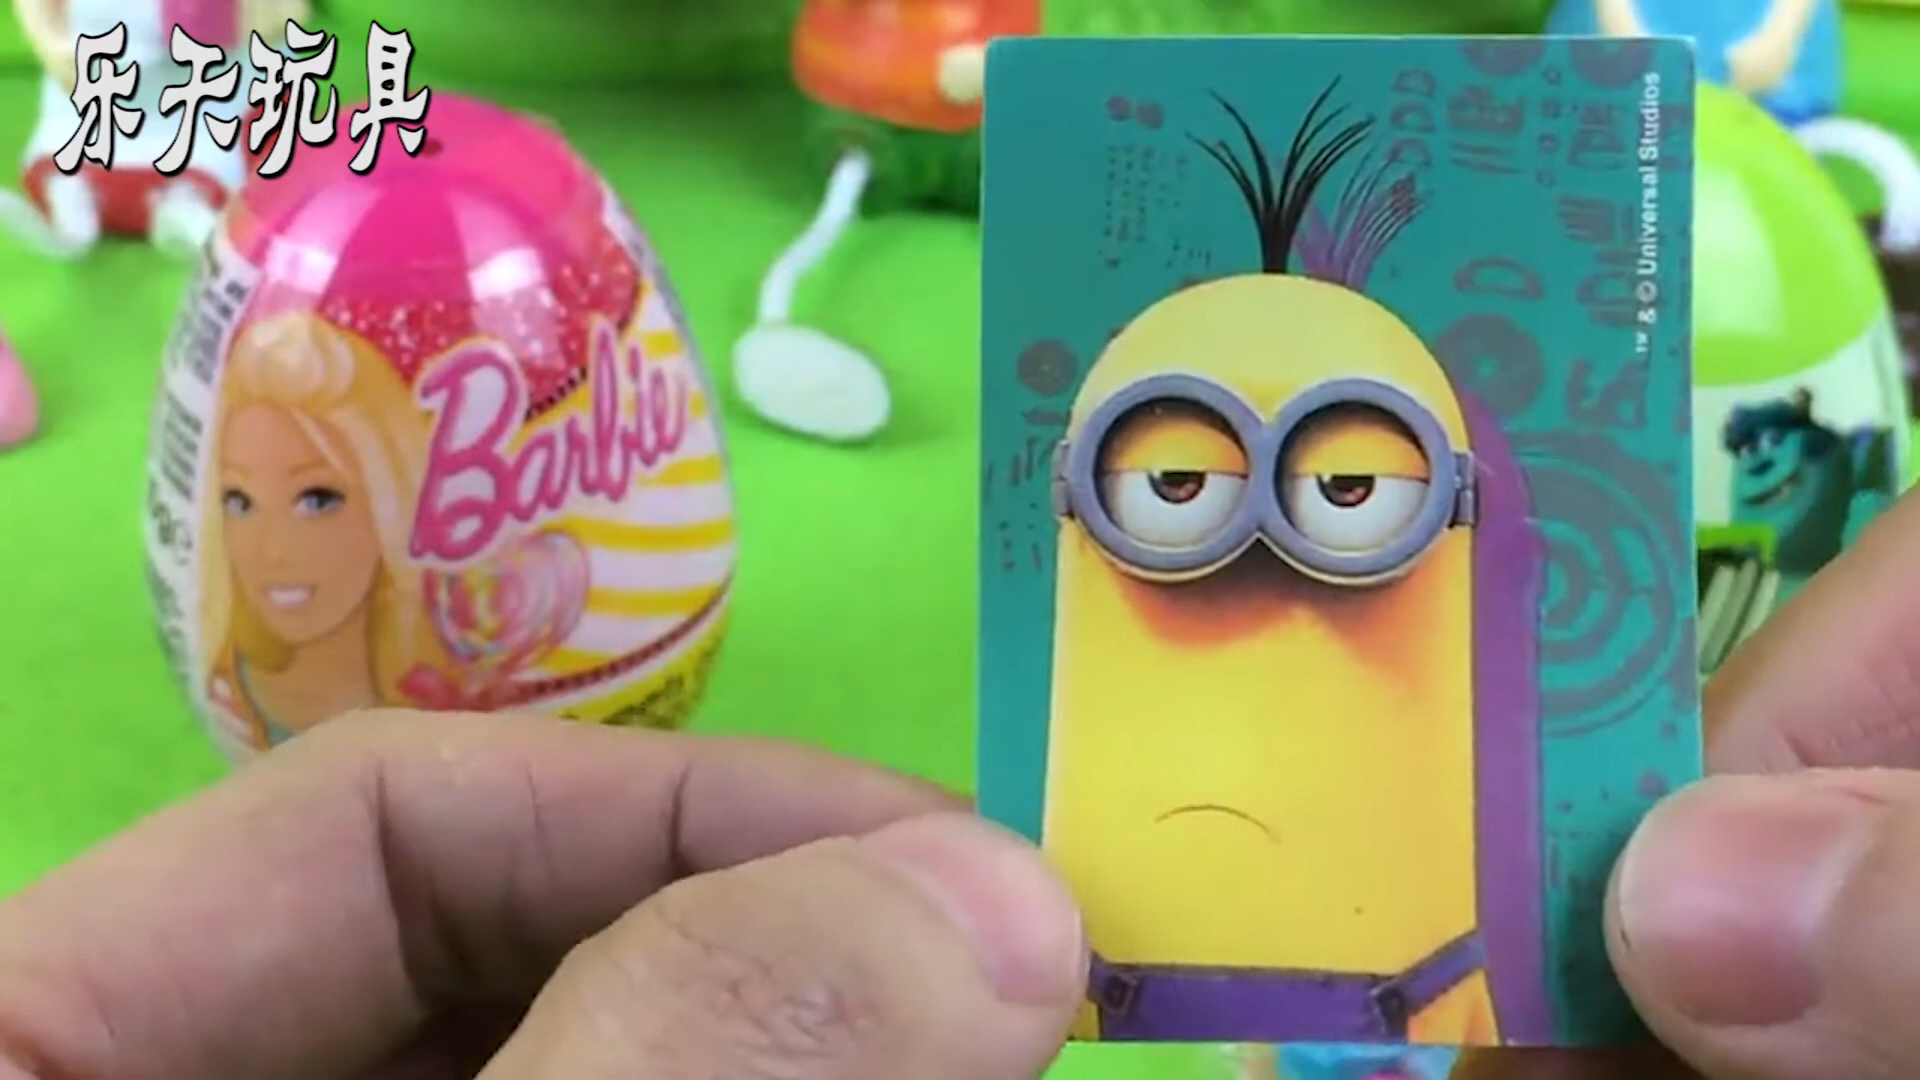 乐天玩具
Barbie
™ & © Universal Studios